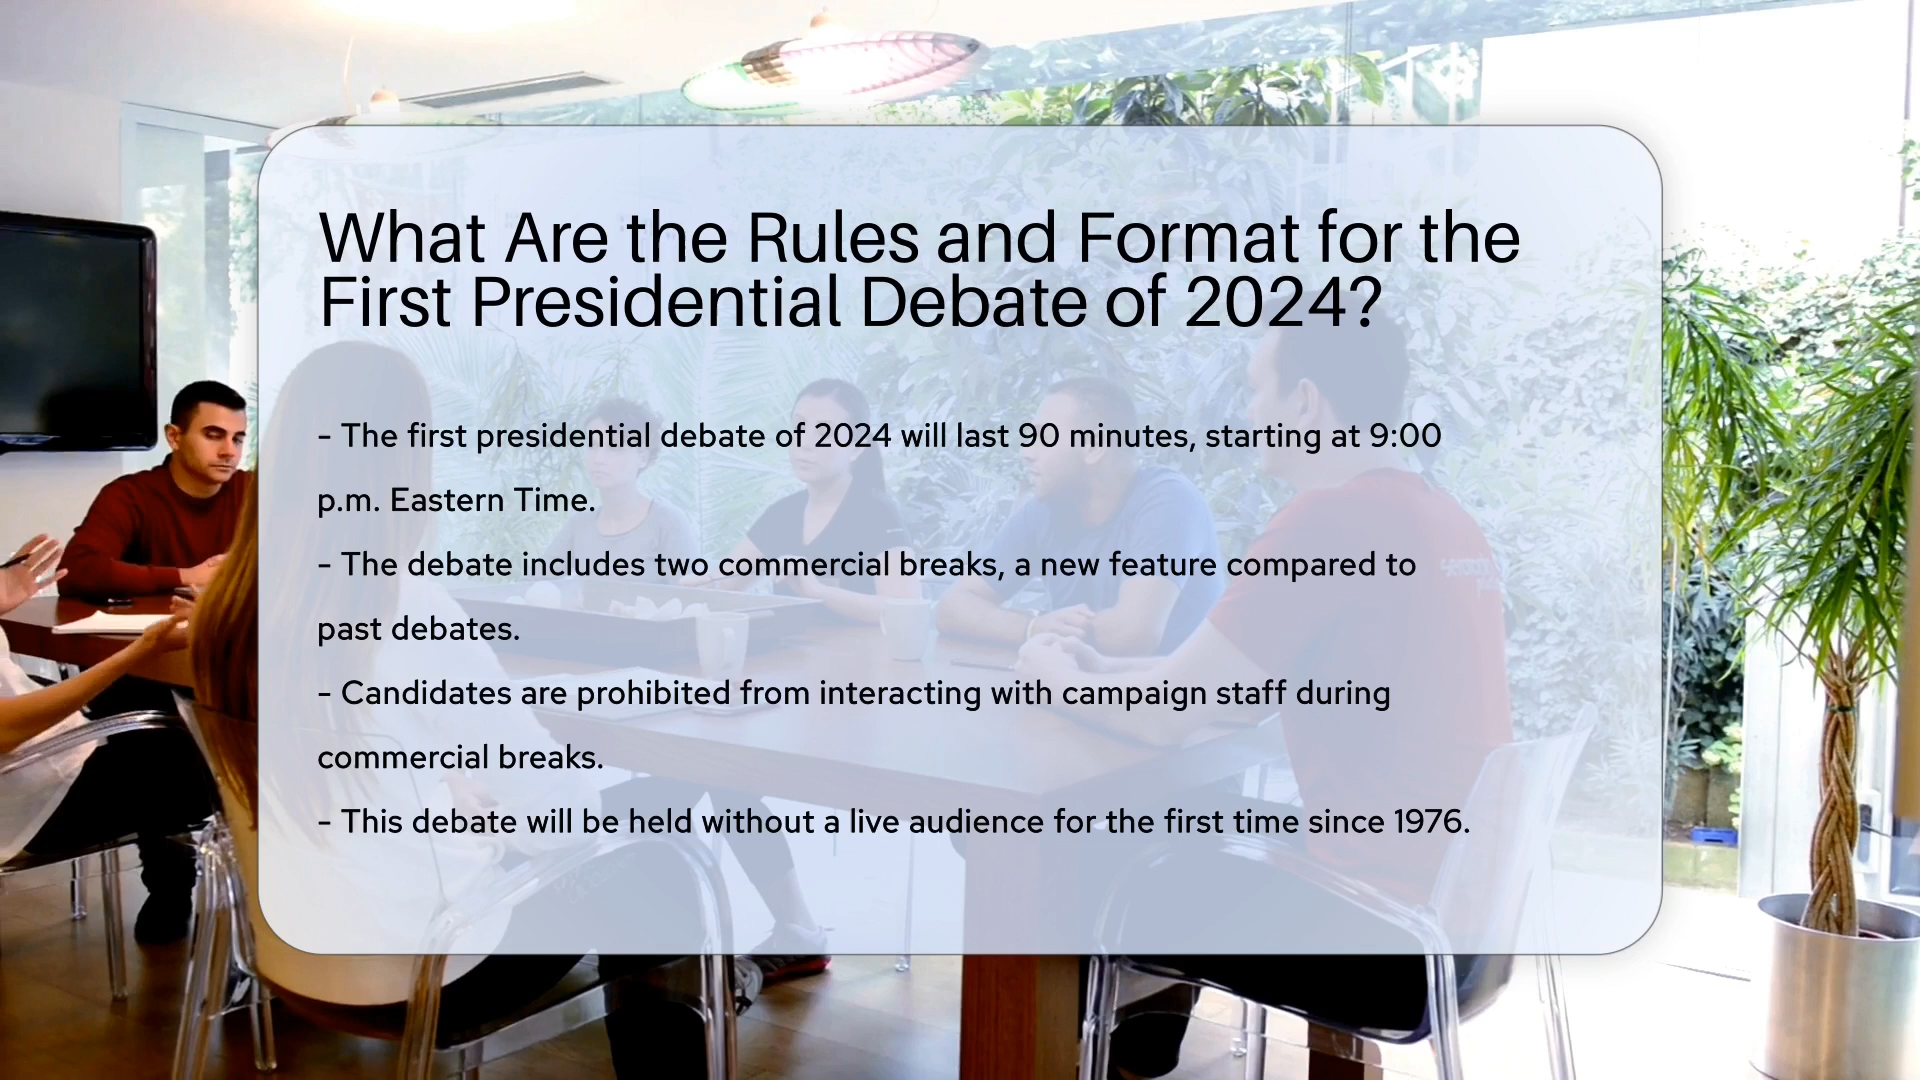 What Are the Rules and Format for the
First Presidential Debate of 2024?
- The first presidential debate of 2024 will last 90 minutes, starting at 9:00
p.m. Eastern Time.
- The debate includes two commercial breaks, a new feature compared to
past debates.
- Candidates are prohibited from interacting with campaign staff during
commercial breaks.
- This debate will be held without a live audience for the first time since 1976.